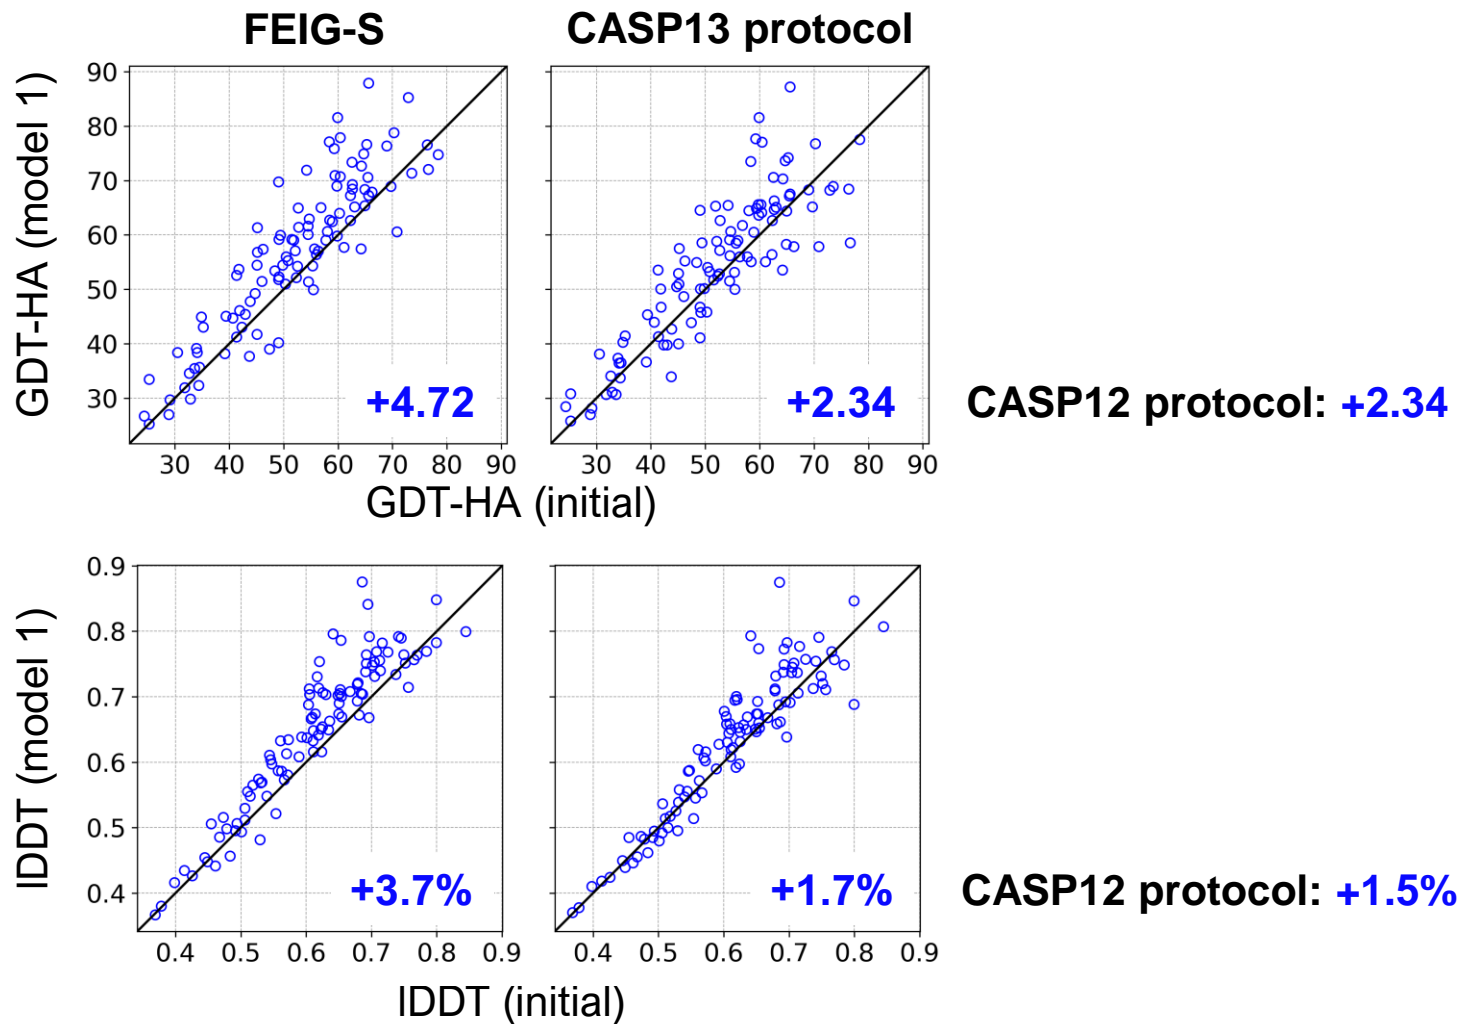 FEIG-S
CASP13 protocol
GDT-HA (model 1)
90
80
70
60
50
40
30
+4.72
+2.34
CASP12 protocol: +2.34
30 40 50 60 70 80 90
30 40 50 60 70 80 90
GDT-HA (initial)
lDDT (model 1)
0.9
0.8
0.7
0.6
0.5
0.4
+3.7%
+1.7%
CASP12 protocol: +1.5%
0.4 0.5 0.6 0.7 0.8 0.9
0.4 0.5 0.6 0.7 0.8 0.9
lDDT (initial)